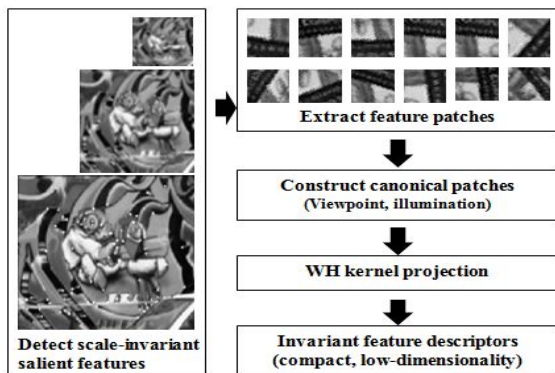 Detect scale-invariant
salient features
Extract feature patches
Construct canonical patches
(Viewpoint, illumination)
WH kernel projection
Invariant feature descriptors
(compact, low-dimensionality)